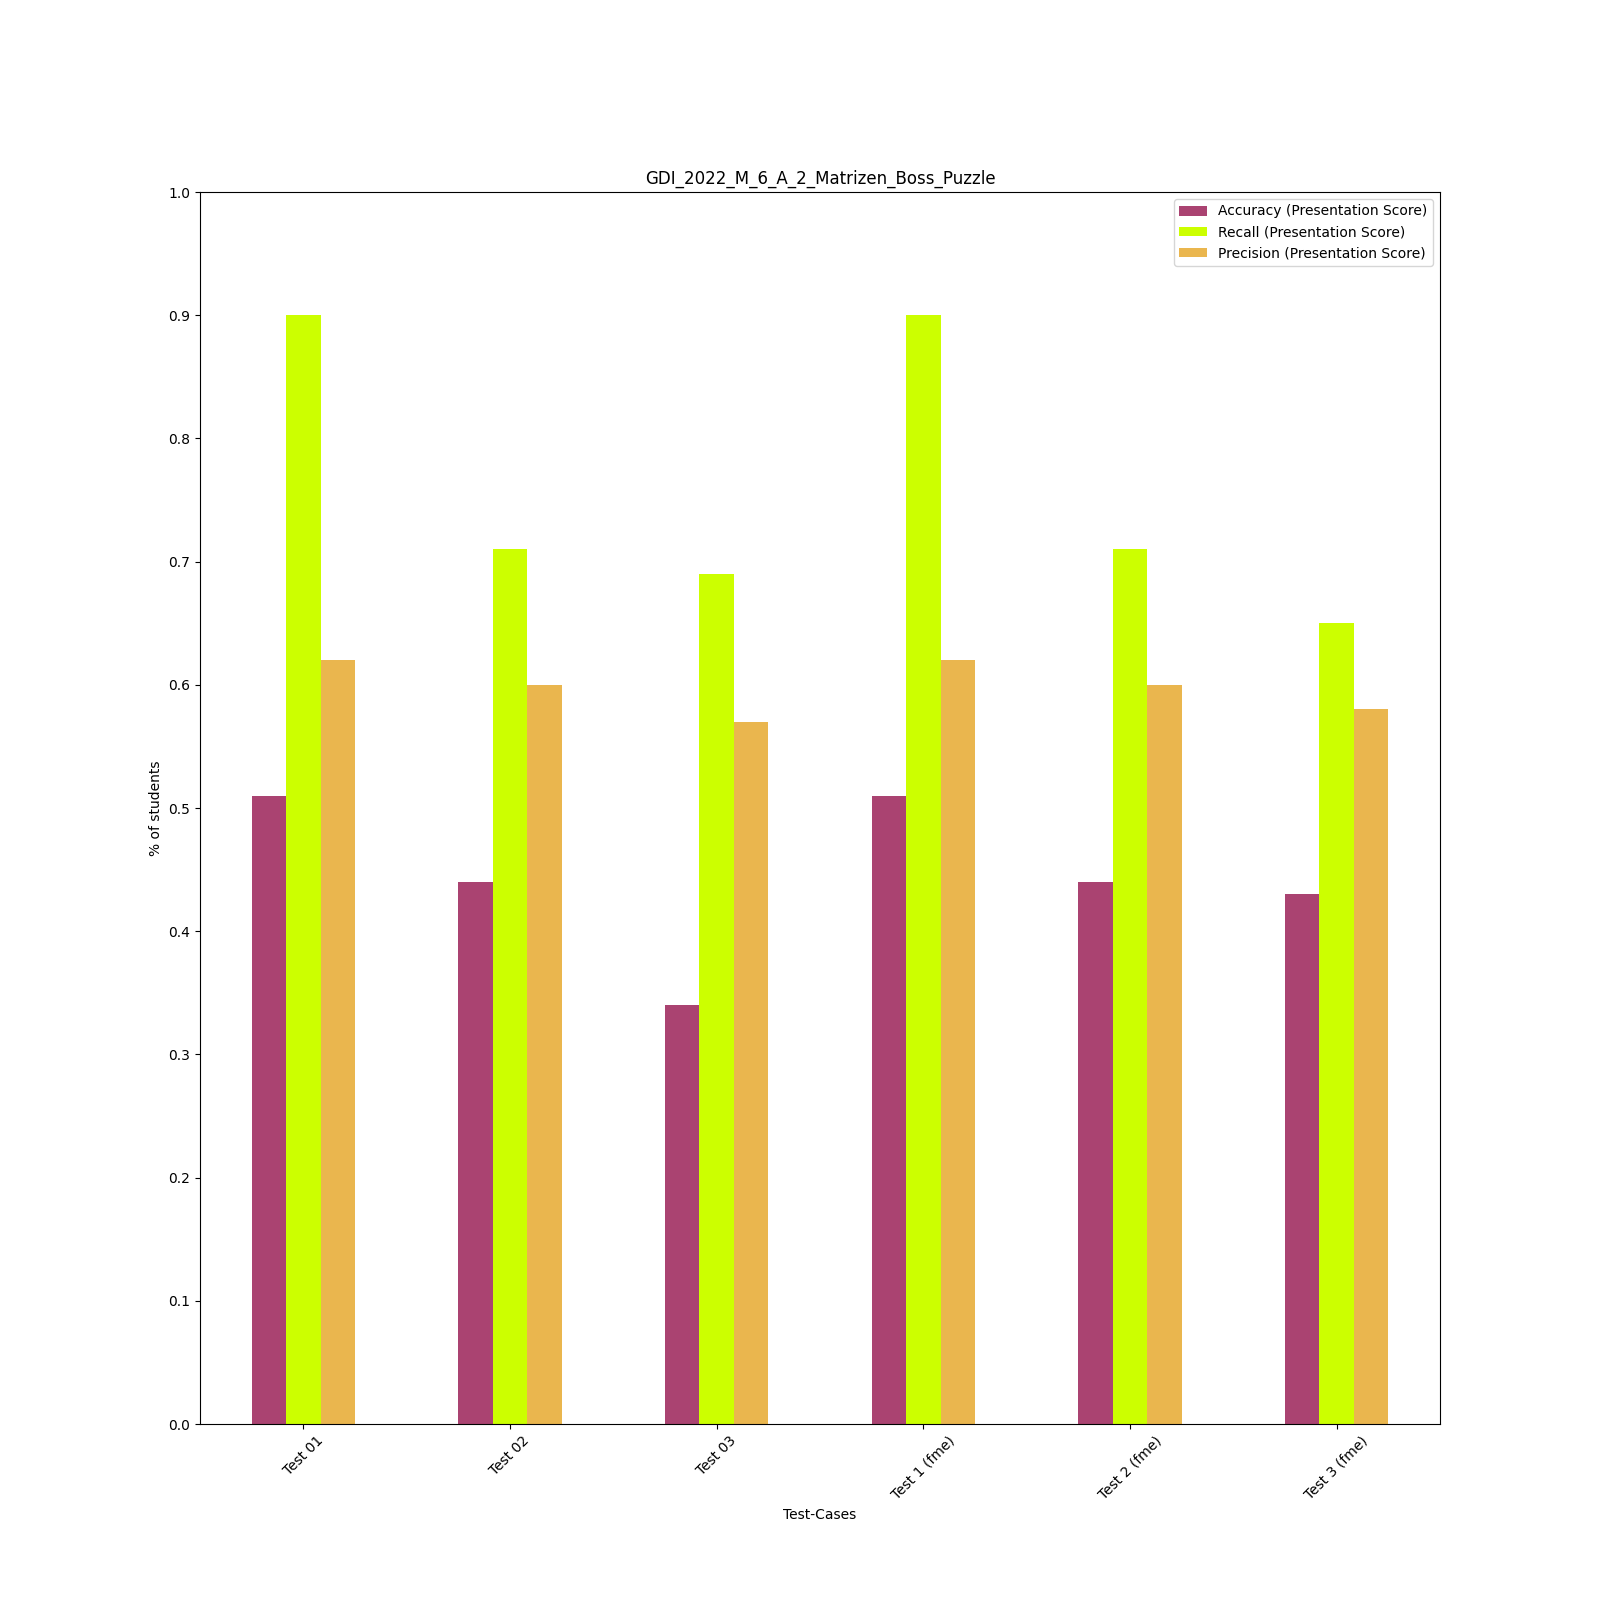 GDI_2022_M_6_A_2_Matrizen_Boss_Puzzle
Accuracy (Presentation Score)
Recall (Presentation Score)
Precision (Presentation Score)
% of students
1.0
0.9
0.8
0.7
0.6
0.5
0.4
0.3
0.2
0.1
0.0
Test 01
Test 02
Test 03
Test 1 (fme)
Test 2 (fme)
Test 3 (fme)
Test-Cases